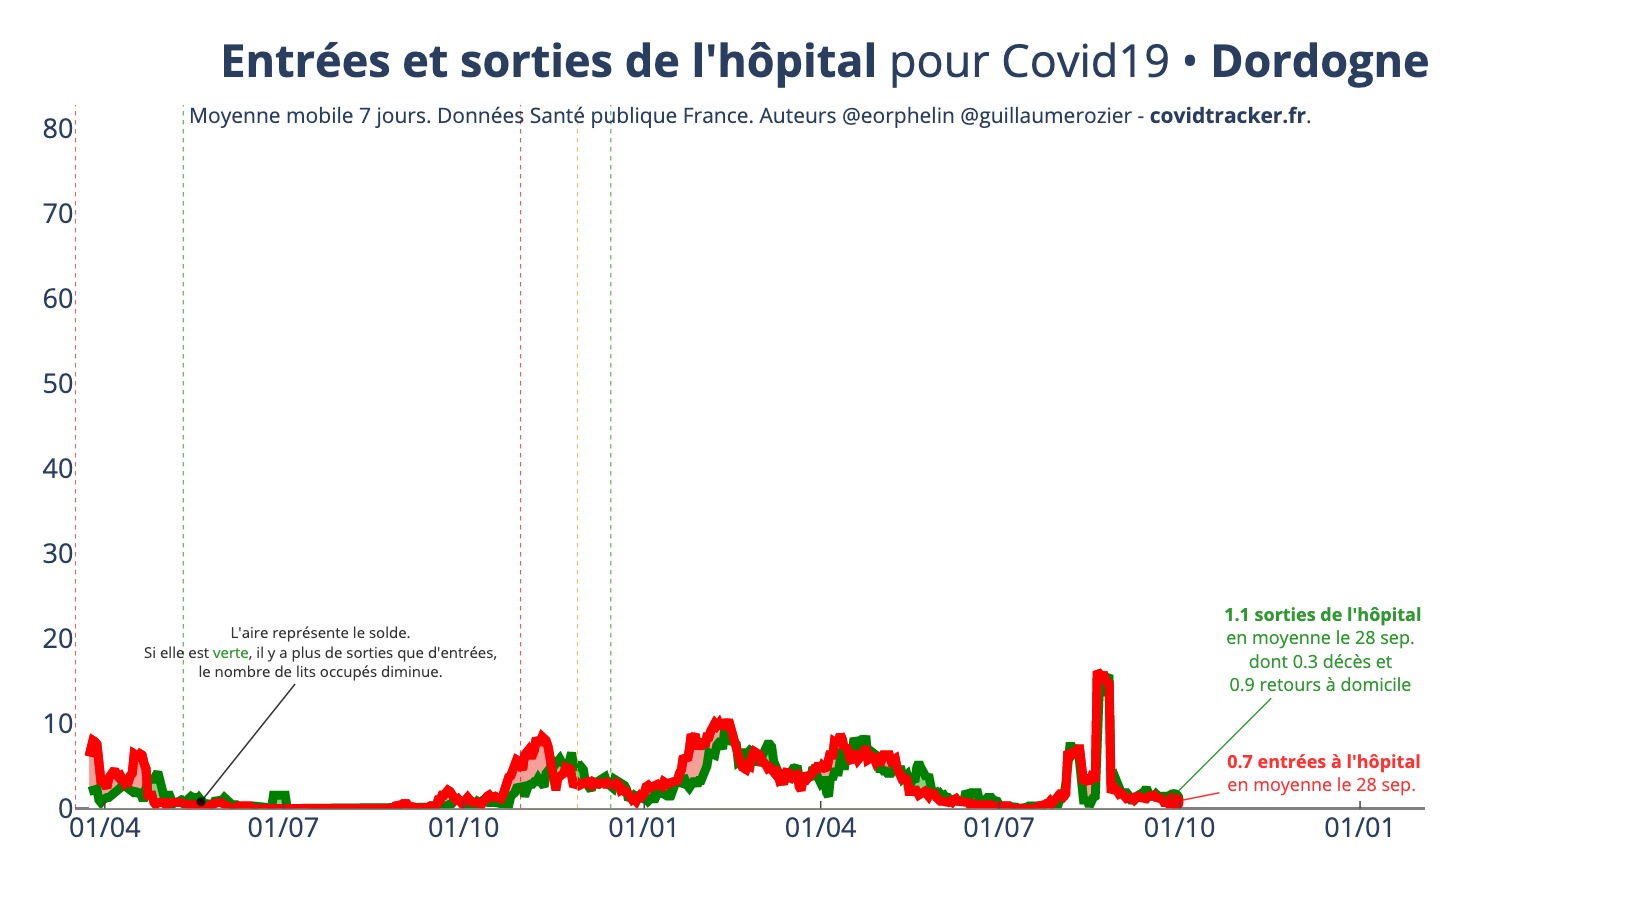 Entrées et sorties de l'hôpital pour Covid19 • Dordogne
Moyenne mobile 7 jours. Données Santé publique France. Auteurs @eorphelin @guillaumerozier - covidtracker.fr.
80
70
60
50
40
30
20
10
0
L'aire représente le solde.
Si elle est verte, il y a plus de sorties que d'entrées,
le nombre de lits occupés diminue.
1.1 sorties de l'hôpital
en moyenne le 28 sep.
dont 0.3 décès et
0.9 retours à domicile
0.7 entrées à l'hôpital
en moyenne le 28 sep.
01/04 01/07 01/10 01/01 01/04 01/07 01/10 01/01